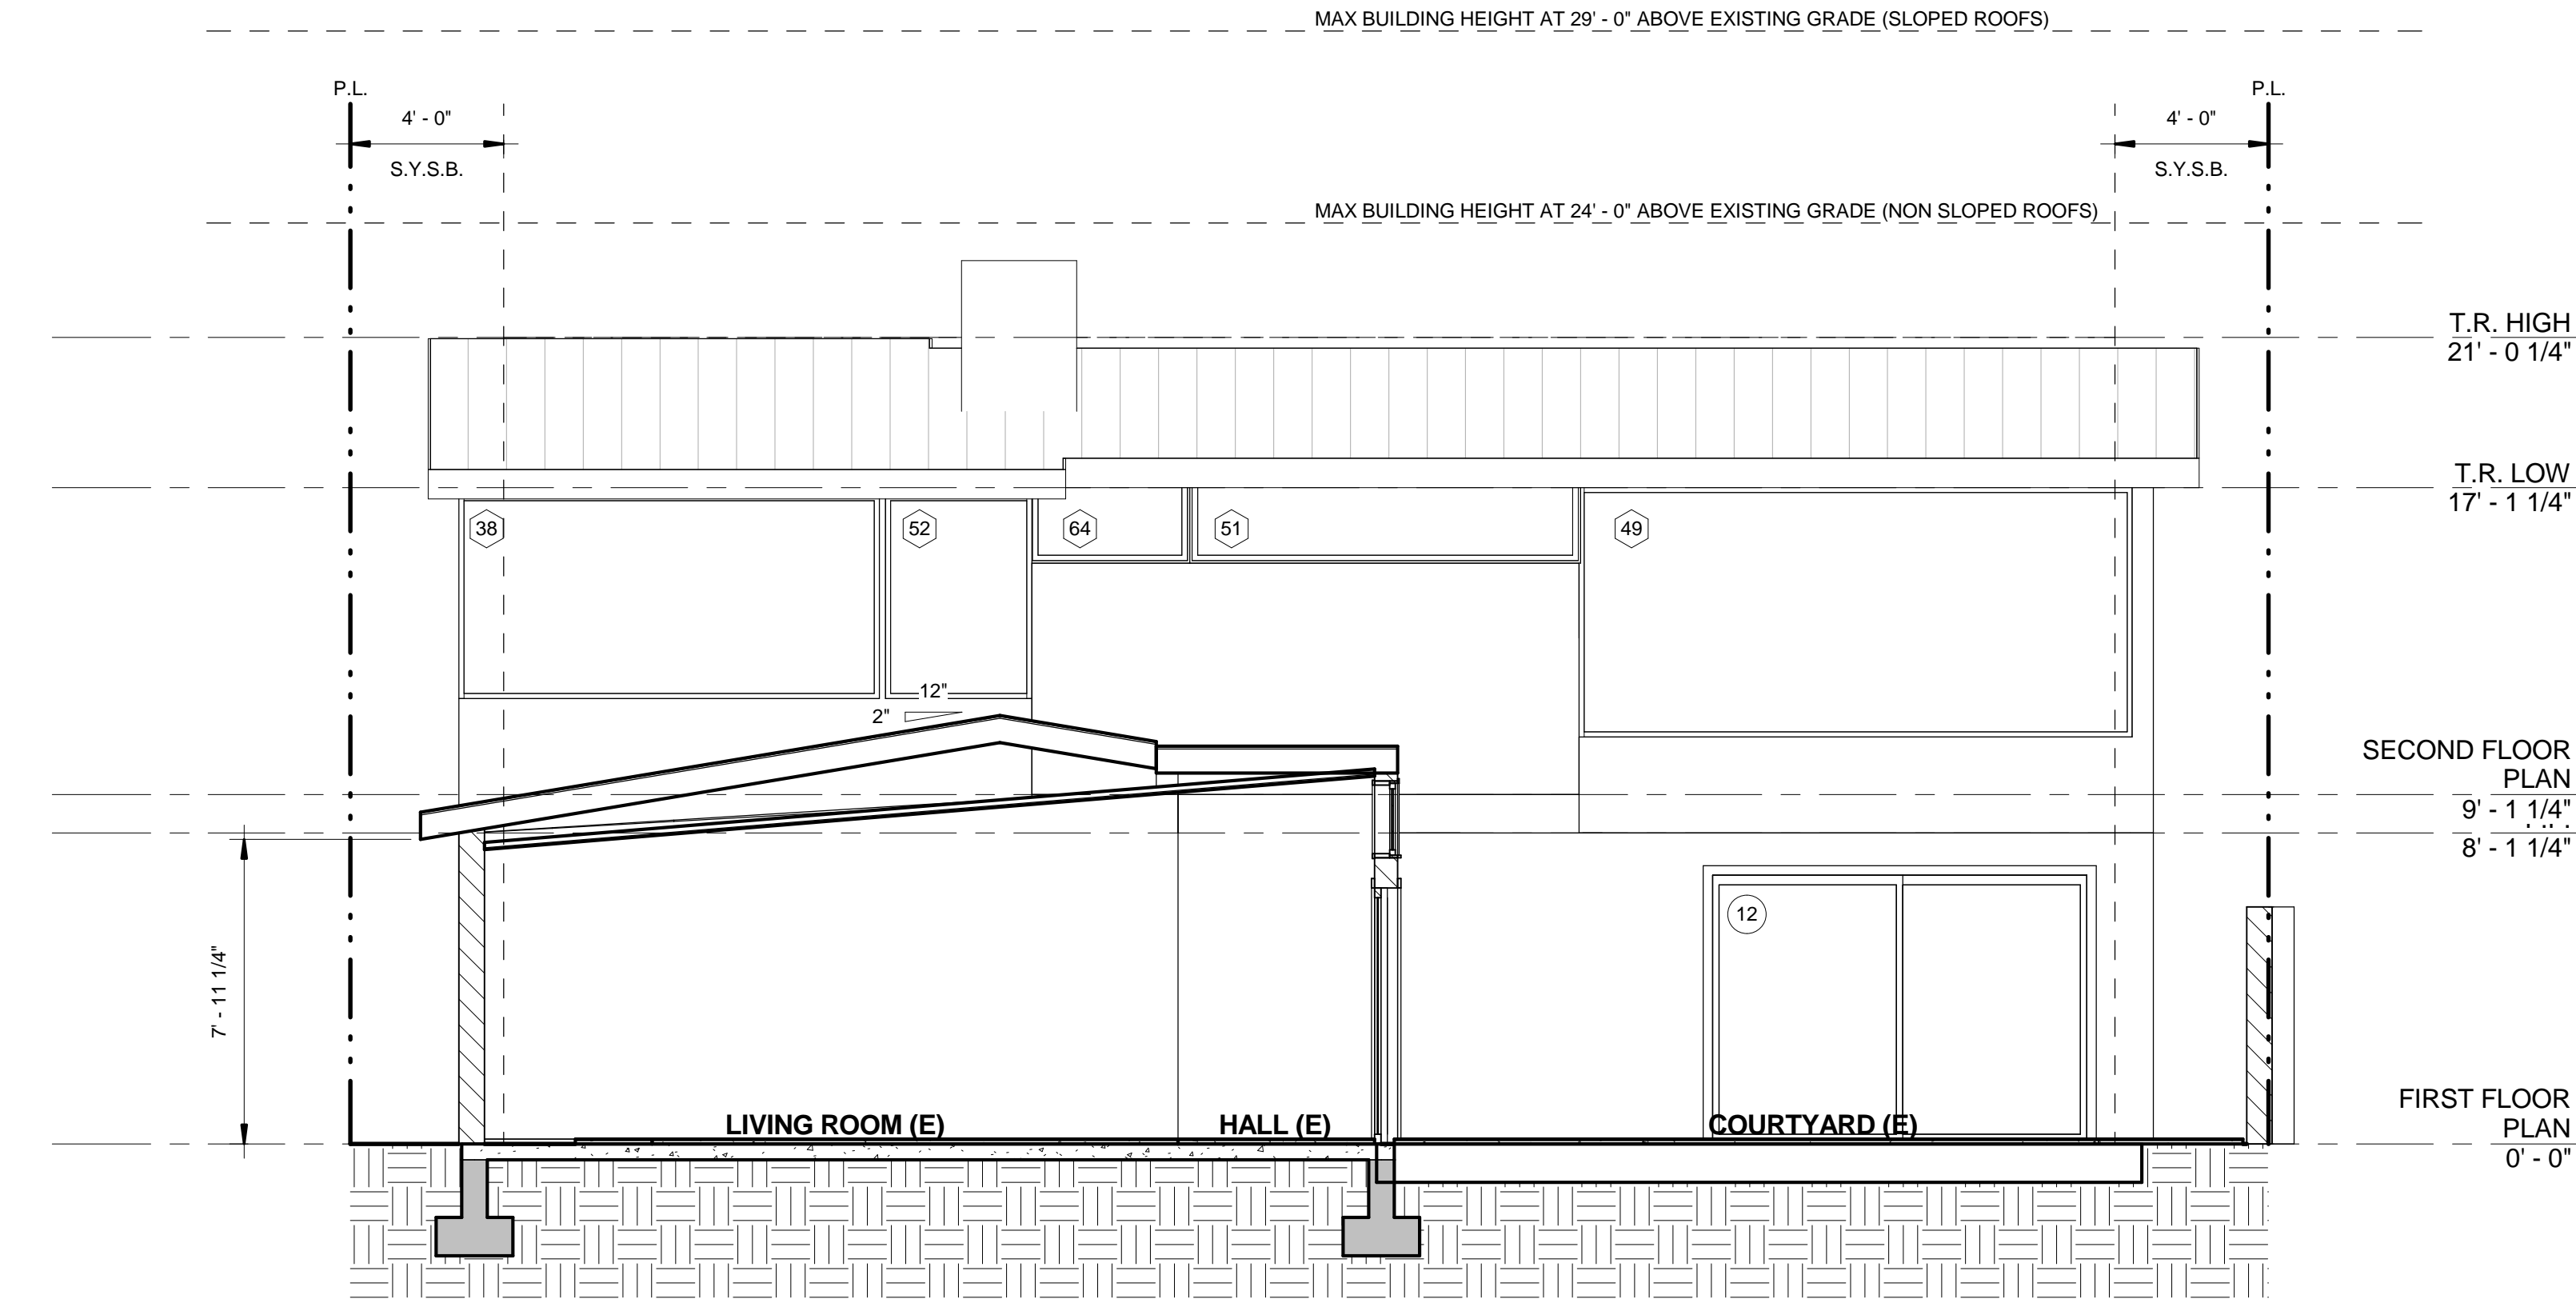 MAX BUILDING HEIGHT AT 29' - 0" ABOVE EXISTING GRADE (SLOPED ROOFS)
P.L.
P.L.
4' - 0"
4' - 0"
S.Y.S.B.
S.Y.S.B.
MAX BUILDING HEIGHT AT 24' - 0" ABOVE EXISTING GRADE (NON SLOPED ROOFS)
T.R. HIGH
21' - 0 1/4"
T.R. LOW
17' - 1 1/4"
38
52
64
51
49
12"
2"
SECOND FLOOR
PLAN
9' - 1 1/4"
8' - 1 1/4"
12
7' - 11 1/4"
LIVING ROOM (E)
HALL (E)
COURTYARD (E)
FIRST FLOOR
PLAN
0' - 0"